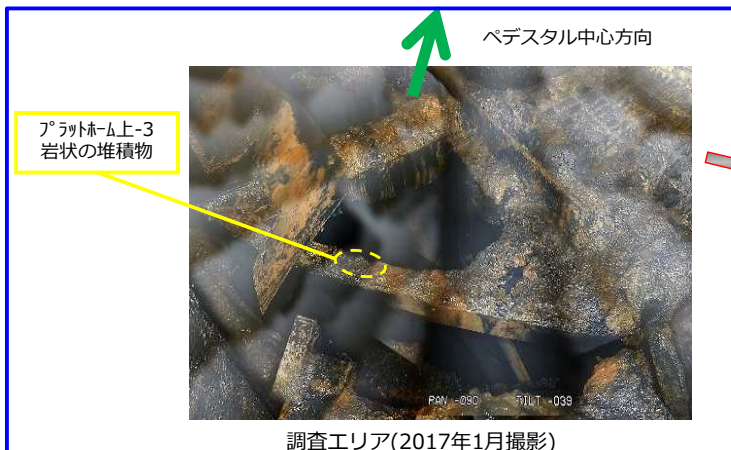 ペデスタル中心方向
プラットホーム上-3
岩状の堆積物
PAN -090 TILT -039
調査エリア(2017年1月撮影)